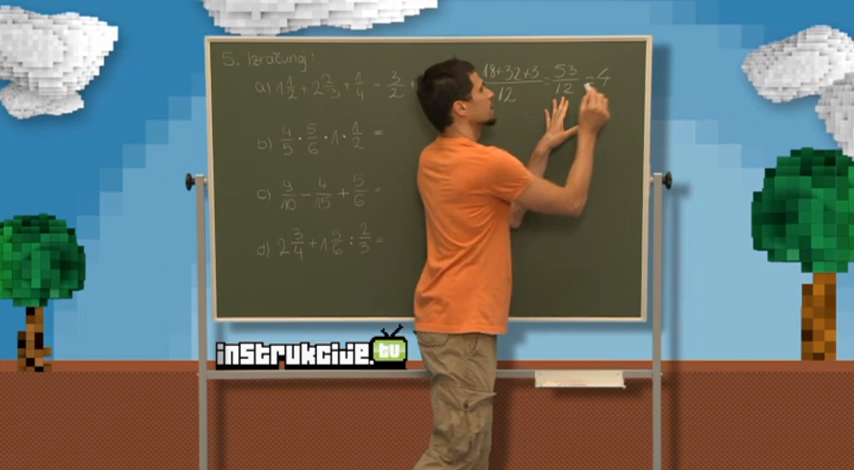 5. Izračunaj:
a) 1 1/2 + 2 2/3 + 1/4 = 3/2 + 18+32+3/12 = 53/12 = 4
b) 4/5 · 5/6 · 1 · 1/2 =
c) 9/10 - 4/15 + 5/6 =
d) 2 3/4 + 1 5/6 : 2/3 =
instrukcije.tv